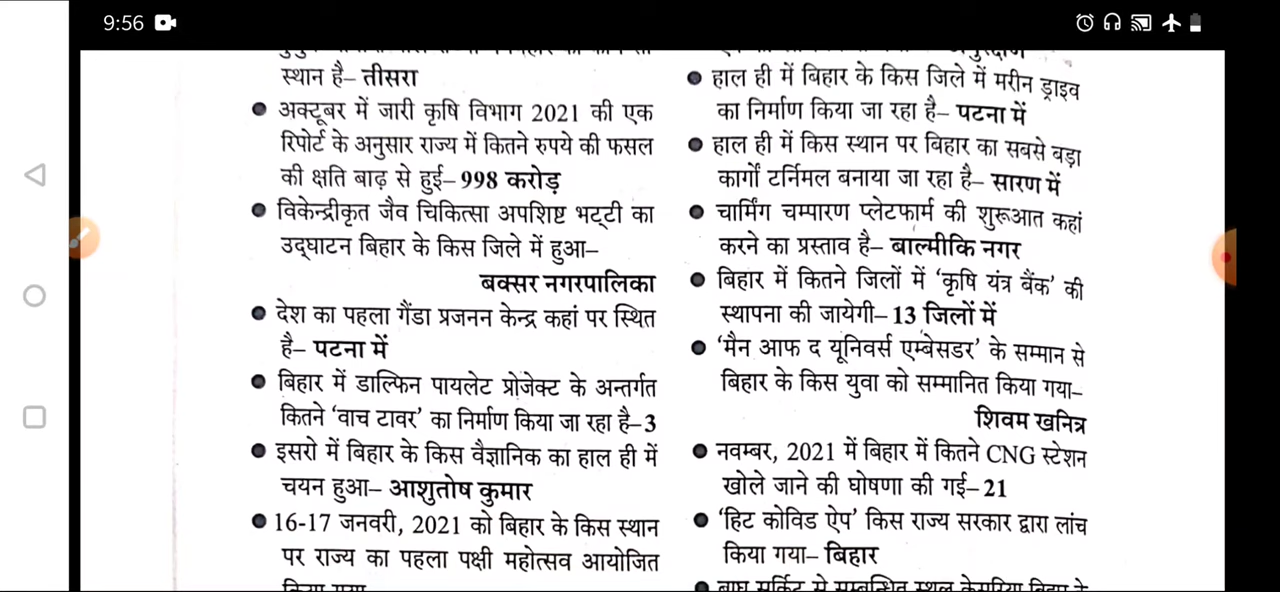 9:56
स्थान है– तीसरा
● अक्टूबर में जारी कृषि विभाग 2021 की एक
रिपोर्ट के अनुसार राज्य में कितने रुपये की फसल
की क्षति बाढ़ से हुई– 998 करोड़
● विकेन्द्रीकृत जैव चिकित्सा अपशिष्ट भट्टी का
उद्घाटन बिहार के किस जिले में हुआ–
बक्सर नगरपालिका
● देश का पहला गैंडा प्रजनन केन्द्र कहां पर स्थित
है– पटना में
● बिहार में डाल्फिन पायलेट प्रोजेक्ट के अन्तर्गत
कितने ‘वाच टावर’ का निर्माण किया जा रहा है–3
● इसरो में बिहार के किस वैज्ञानिक का हाल ही में
चयन हुआ– आशुतोष कुमार
● 16-17 जनवरी, 2021 को बिहार के किस स्थान
पर राज्य का पहला पक्षी महोत्सव आयोजित
किया गया
● हाल ही में बिहार के किस जिले में मरीन ड्राइव
का निर्माण किया जा रहा है– पटना में
● हाल ही में किस स्थान पर बिहार का सबसे बड़ा
कार्गो टर्निमल बनाया जा रहा है– सारण में
● चार्मिंग चम्पारण प्लेटफार्म की शुरूआत कहां
करने का प्रस्ताव है– बाल्मीकि नगर
● बिहार में कितने जिलों में ‘कृषि यंत्र बैंक’ की
स्थापना की जायेगी– 13 जिलों में
● ‘मैन आफ द यूनिवर्स एम्बेसडर’ के सम्मान से
बिहार के किस युवा को सम्मानित किया गया–
शिवम खनित्र
● नवम्बर, 2021 में बिहार में कितने CNG स्टेशन
खोले जाने की घोषणा की गई– 21
● ‘हिट कोविड ऐप’ किस राज्य सरकार द्वारा लांच
किया गया– बिहार